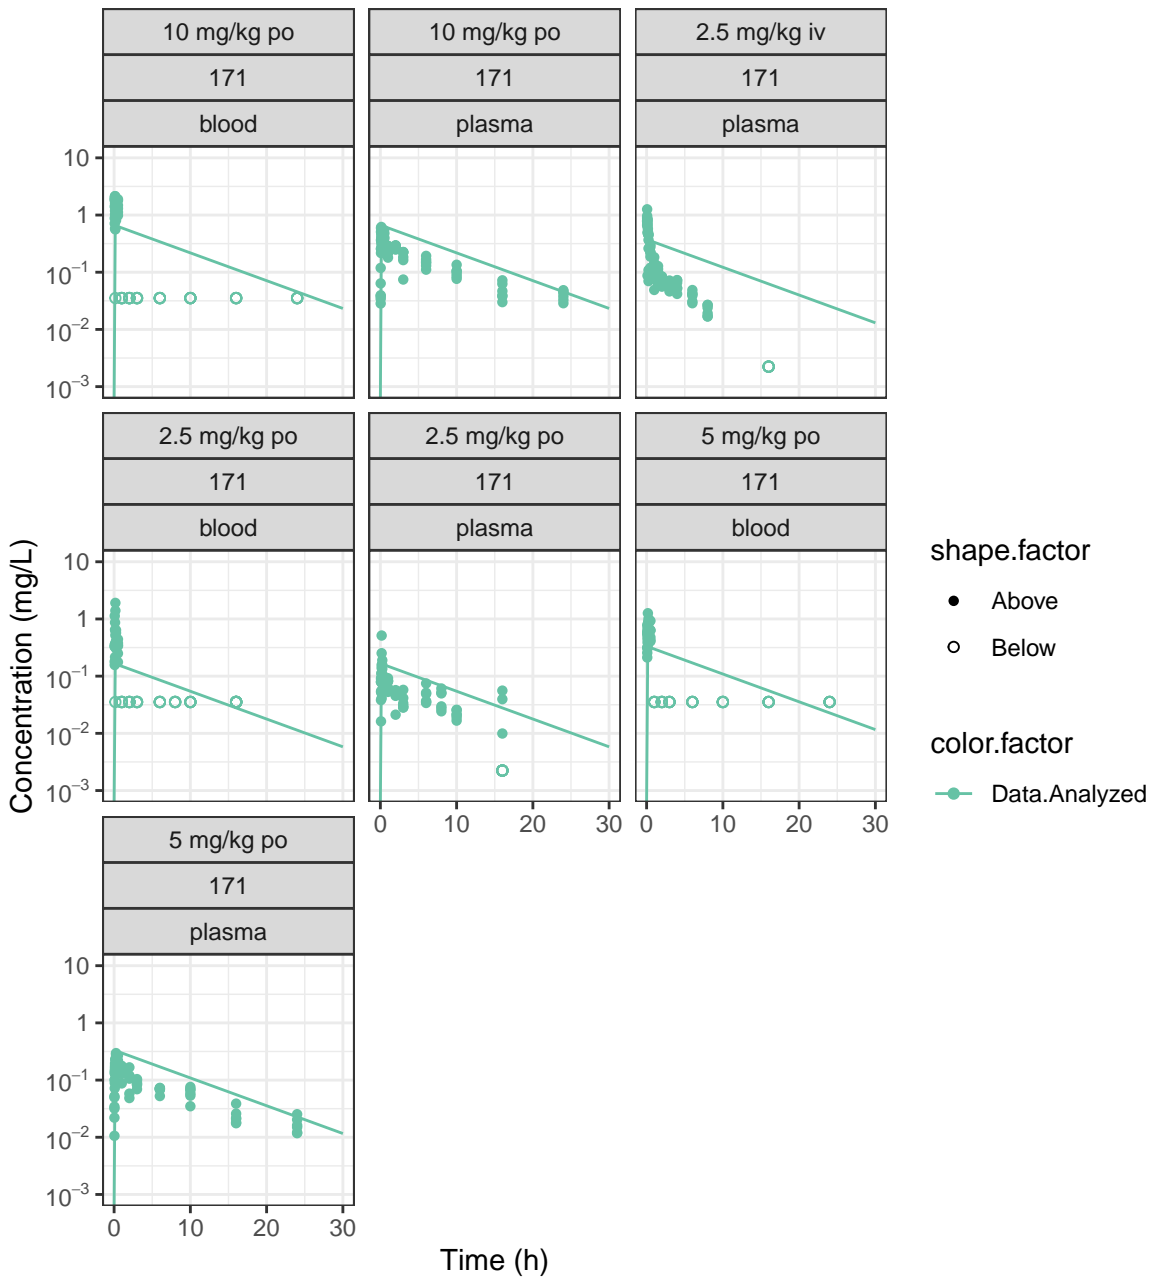 10 mg/kg po
171
blood
10 mg/kg po
171
plasma
2.5 mg/kg iv
171
plasma
10
1
10⁻¹
10⁻²
10⁻³
2.5 mg/kg po
171
blood
2.5 mg/kg po
171
plasma
5 mg/kg po
171
blood
10
1
10⁻¹
10⁻²
10⁻³
0 10 20 30
0 10 20 30
5 mg/kg po
171
plasma
10
1
10⁻¹
10⁻²
10⁻³
0 10 20 30
Time (h)
Concentration (mg/L)
shape.factor
Above
Below
color.factor
Data.Analyzed